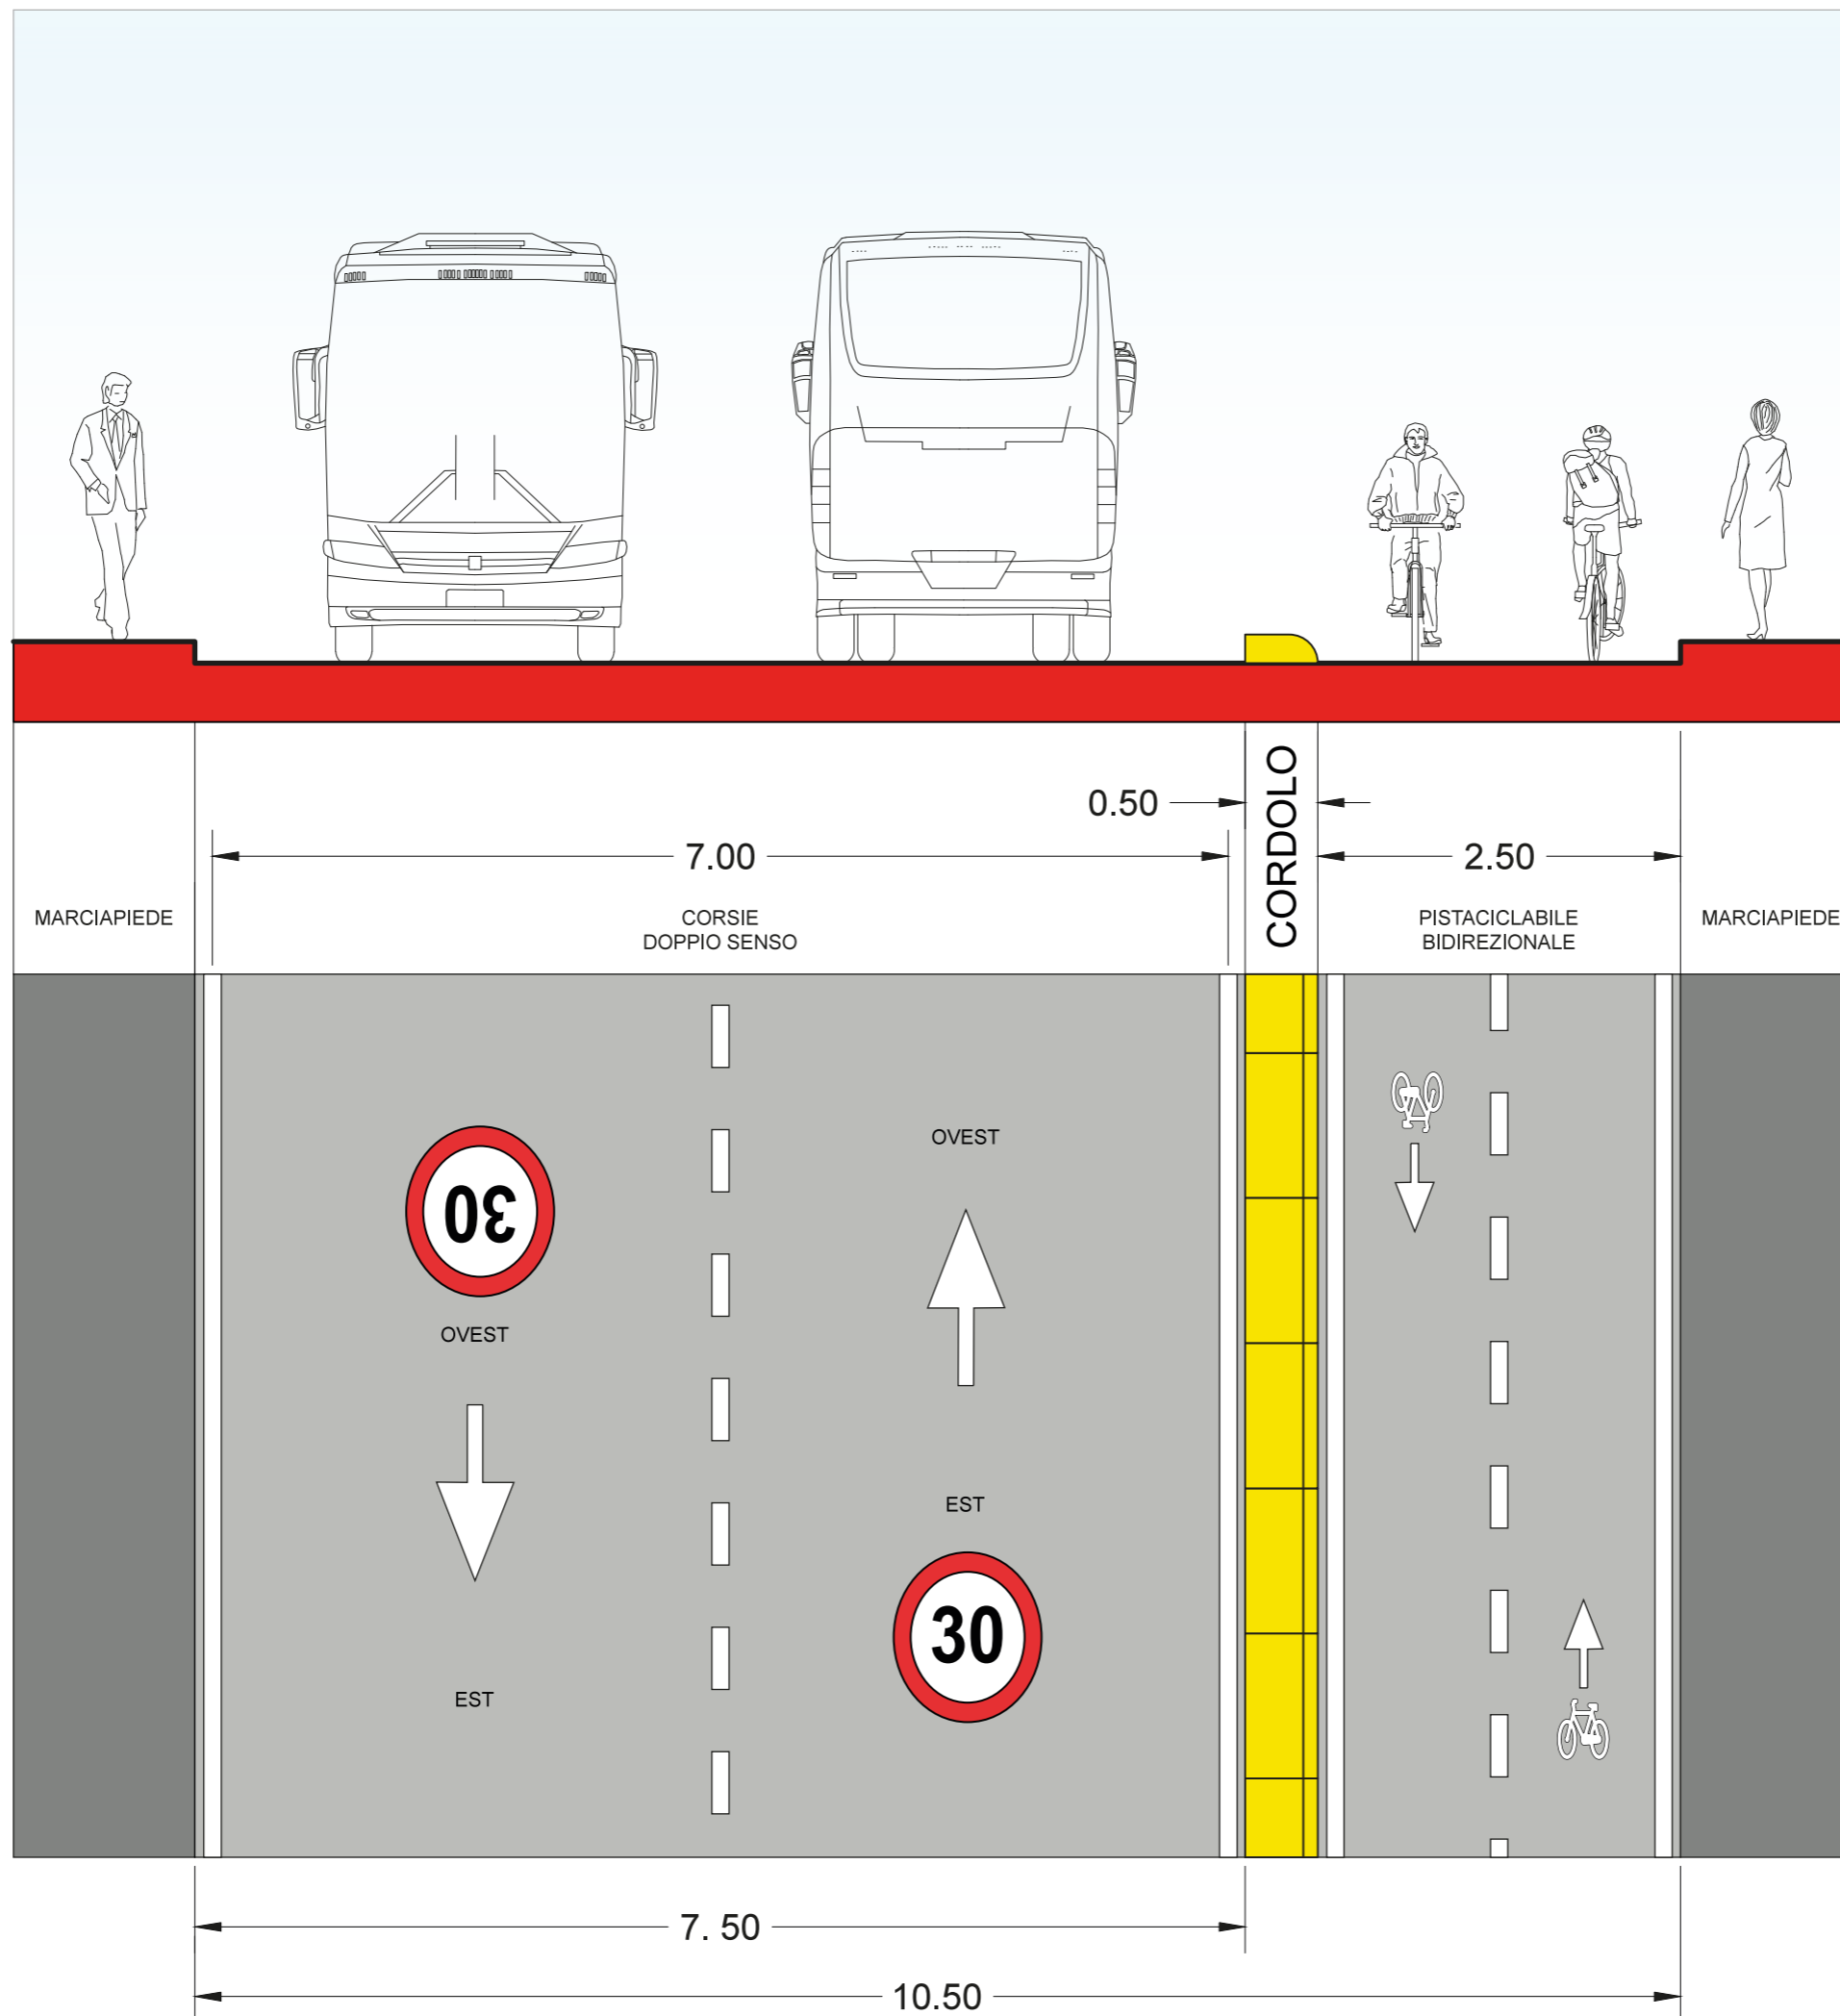 CORDOLO
0.50
7.00
2.50
MARCIAPIEDE
CORSIE
DOPPIO SENSO
PISTACICLABILE
BIDIREZIONALE
MARCIAPIEDE
OVEST
30
OVEST
EST
30
EST
7. 50
10.50